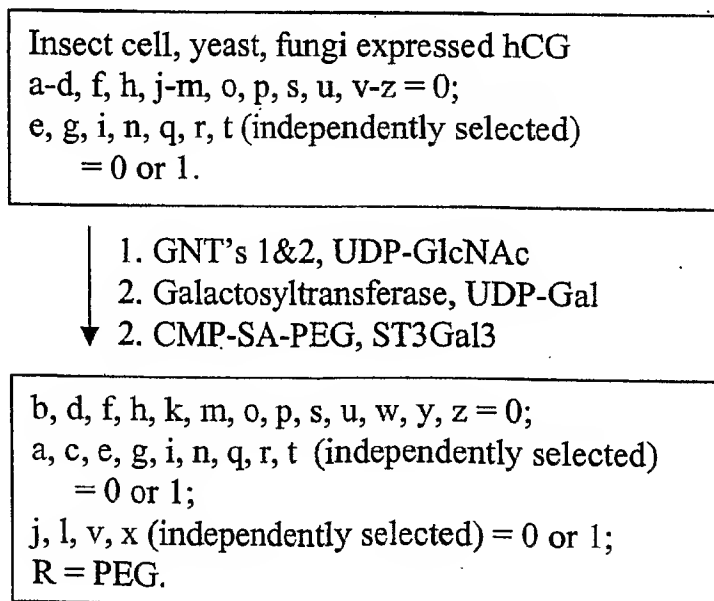 Insect cell, yeast, fungi expressed hCG
a-d, f, h, j-m, o, p, s, u, v-z = 0;
e, g, i, n, q, r, t (independently selected)
= 0 or 1.
1. GNT's 1&2, UDP-GlcNAc
2. Galactosyltransferase, UDP-Gal
2. CMP-SA-PEG, ST3Gal3
b, d, f, h, k, m, o, p, s, u, w, y, z = 0;
a, c, e, g, i, n, q, r, t (independently selected)
= 0 or 1;
j, l, v, x (independently selected) = 0 or 1;
R = PEG.